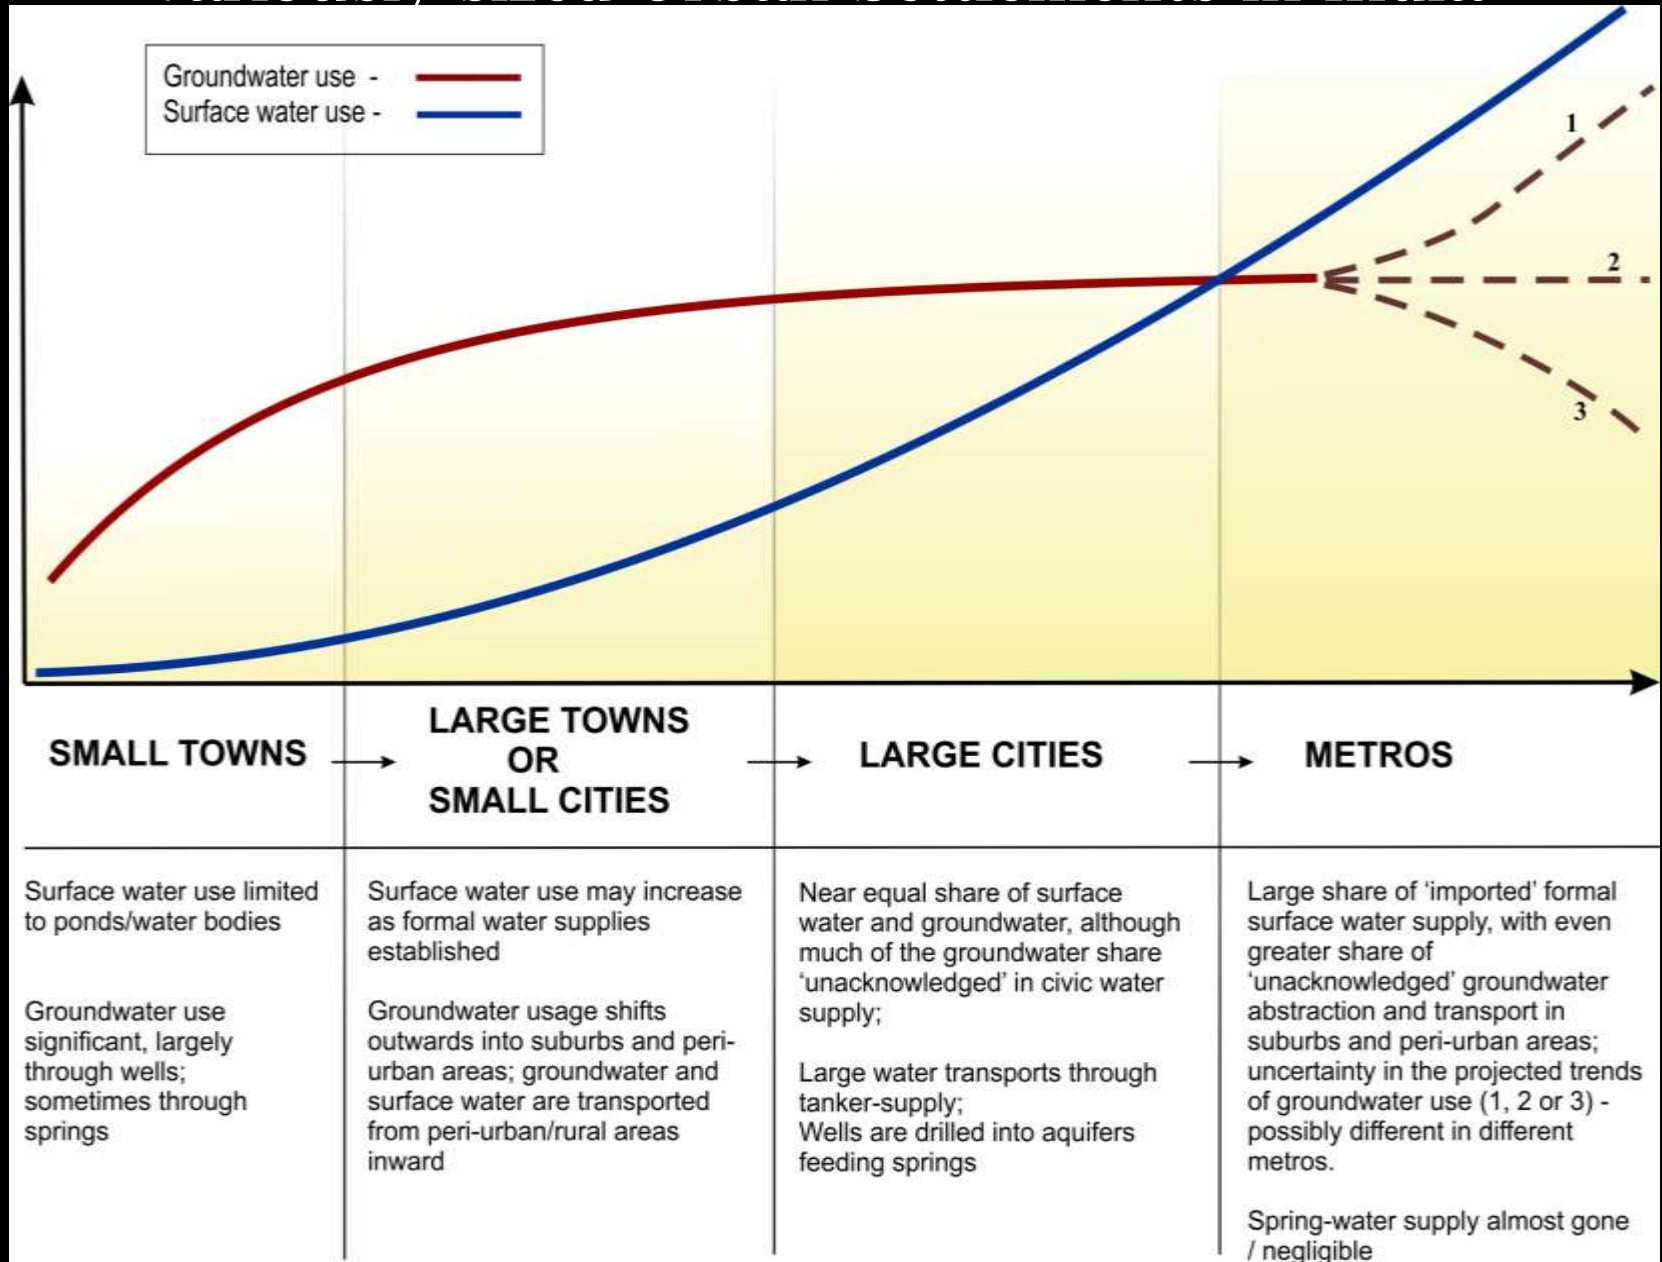 Groundwater use -
Surface water use -
1
2
3
SMALL TOWNS
LARGE TOWNS
OR
SMALL CITIES
LARGE CITIES
METROS
Surface water use limited
to ponds/water bodies
Groundwater use
significant, largely
through wells;
sometimes through
springs
Surface water use may increase
as formal water supplies
established
Groundwater usage shifts
outwards into suburbs and peri-
urban areas; groundwater and
surface water are transported
from peri-urban/rural areas
inward
Near equal share of surface
water and groundwater, although
much of the groundwater share
‘unacknowledged’ in civic water
supply;
Large water transports through
tanker-supply;
Wells are drilled into aquifers
feeding springs
Large share of ‘imported’ formal
surface water supply, with even
greater share of
‘unacknowledged’ groundwater
abstraction and transport in
suburbs and peri-urban areas;
uncertainty in the projected trends
of groundwater use (1, 2 or 3) -
possibly different in different
metros.
Spring-water supply almost gone
/ negligible